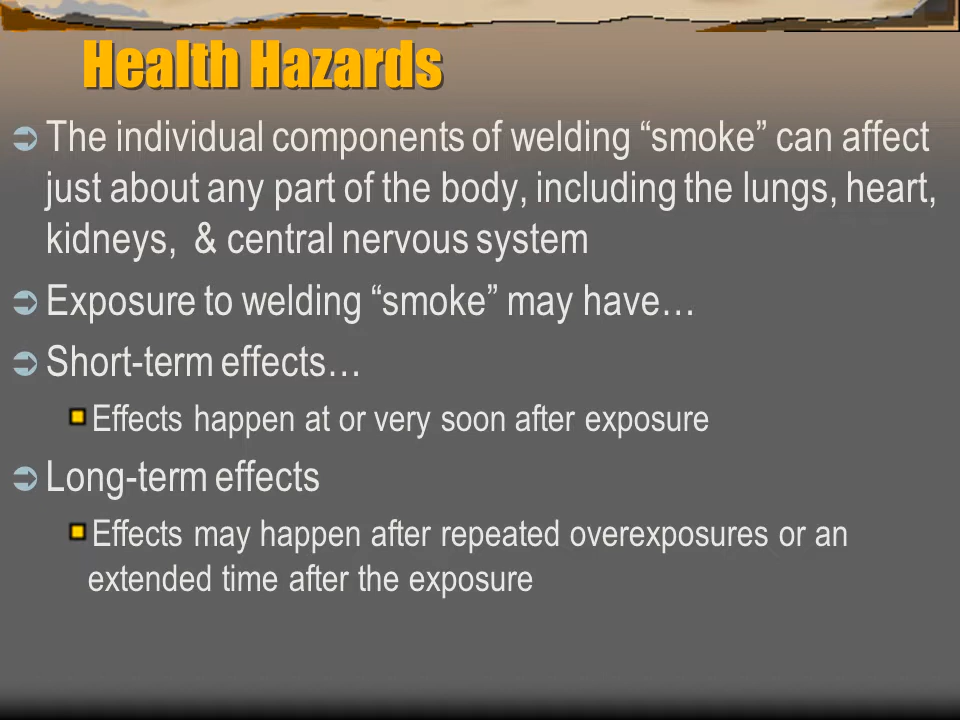 Health Hazards
The individual components of welding “smoke” can affect
just about any part of the body, including the lungs, heart,
kidneys,  & central nervous system
Exposure to welding “smoke” may have…
Short-term effects…
Effects happen at or very soon after exposure
Long-term effects
Effects may happen after repeated overexposures or an
extended time after the exposure